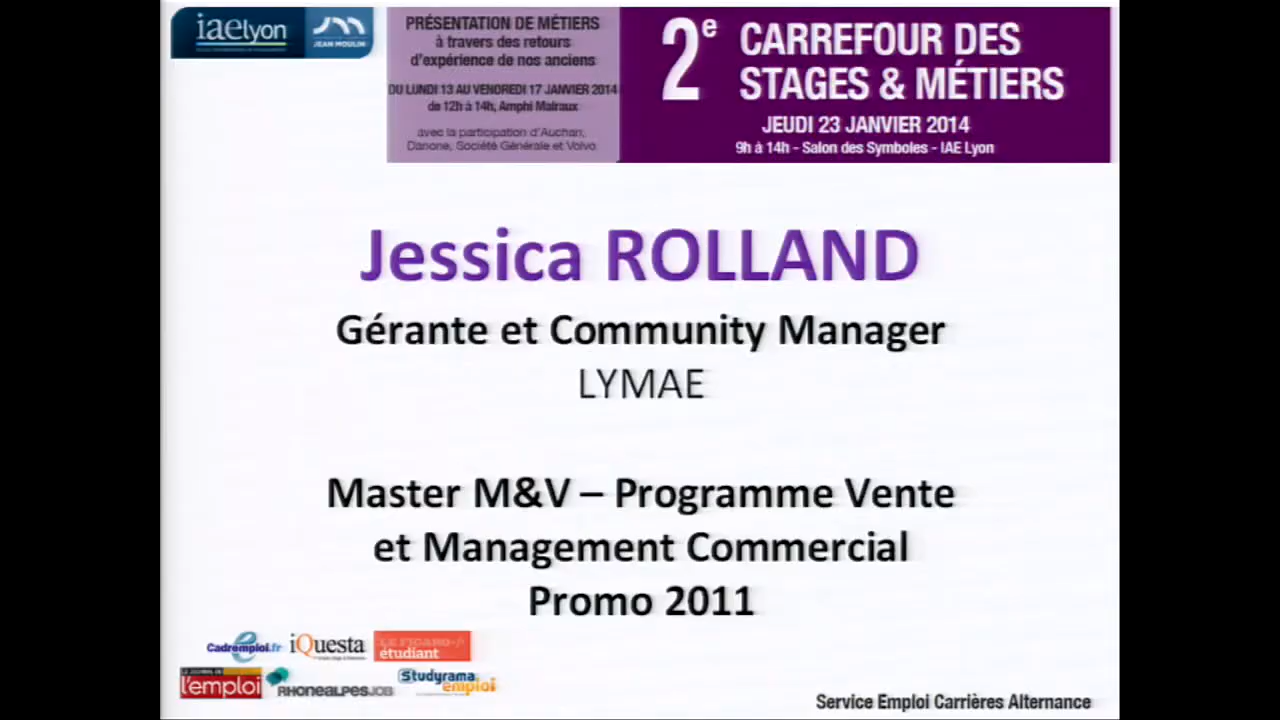 iaelyon
JEAN MOULIN
PRÉSENTATION DE MÉTIERS
à travers des retours
d'expérience de nos anciens
DU LUNDI 13 AU VENDREDI 17 JANVIER 2014
de 12h à 14h, Amphi Malraux
avec la participation d'Auchan,
Danone, Société Générale et Volvo
2e CARREFOUR DES
STAGES & MÉTIERS
JEUDI 23 JANVIER 2014
9h à 14h - Salon des Symboles - IAE Lyon
Jessica ROLLAND
Gérante et Community Manager
LYMAE
Master M&V – Programme Vente
et Management Commercial
Promo 2011
Cadremploi.fr
iQuesta
LE FIGARO
étudiant
l'emploi
RHONEALPESJOB
Studyrama
emploi
Service Emploi Carrières Alternance